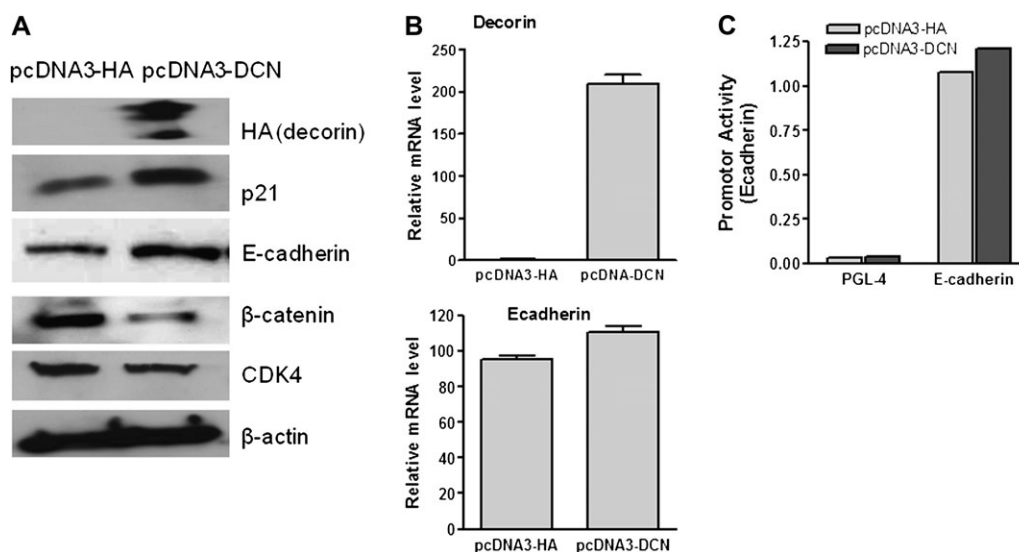 A
pcDNA3-HA pcDNA3-DCN
HA(decorin)
p21
E-cadherin
β-catenin
CDK4
β-actin
B
Decorin
Relative mRNA level
250
200
150
100
50
0
pcDNA3-HA pcDNA-DCN
Ecadherin
Relative mRNA level
120
100
80
60
40
20
0
pcDNA3-HA pcDNA3-DCN
C
pcDNA3-HA
pcDNA3-DCN
Promotor Activity
(Ecadherin)
1.25
1.00
0.75
0.50
0.25
0.00
PGL-4 E-cadherin